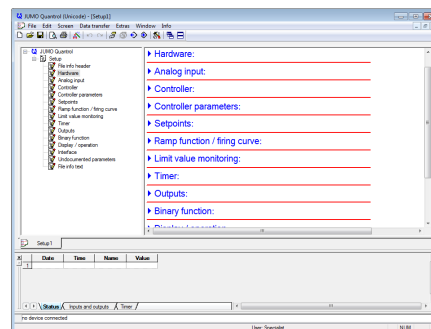 JUMO Quantrol (Unicode) - [Setup1]
File Edit Screen Data transfer Extras Window Info
JUMO Quantrol
Setup
File info header
Hardware
Analog input
Controller
Controller parameters
Setpoints
Ramp function / firing curve
Limit value monitoring
Timer
Outputs
Binary function
Display / operation
Interface
Undocumented parameters
File info text
Hardware:
Analog input:
Controller:
Controller parameters:
Setpoints:
Ramp function / firing curve:
Limit value monitoring:
Timer:
Outputs:
Binary function:
Display / operation
Setup1
Date Time Name Value
1
Status Inputs and outputs Timer
no device connected
User: Specialist NUM